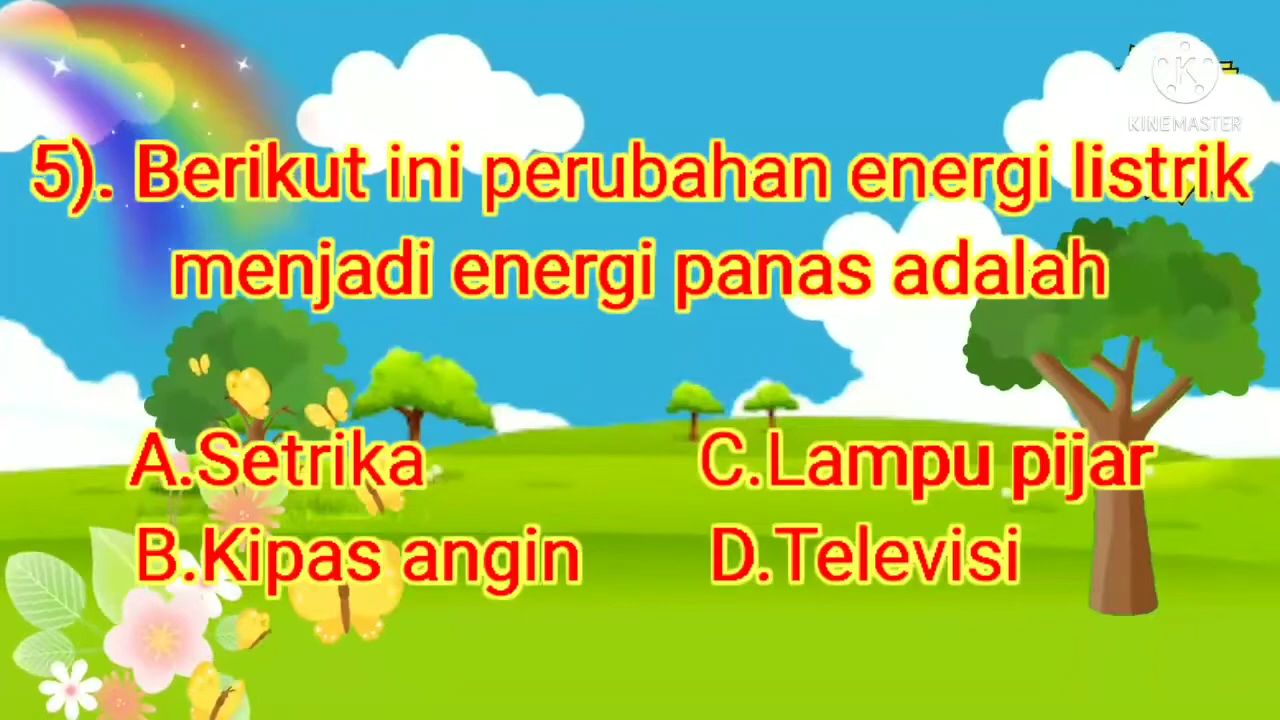 KINEMASTER
5). Berikut ini perubahan energi listrik
menjadi energi panas adalah
A.Setrika
C.Lampu pijar
B.Kipas angin
D.Televisi